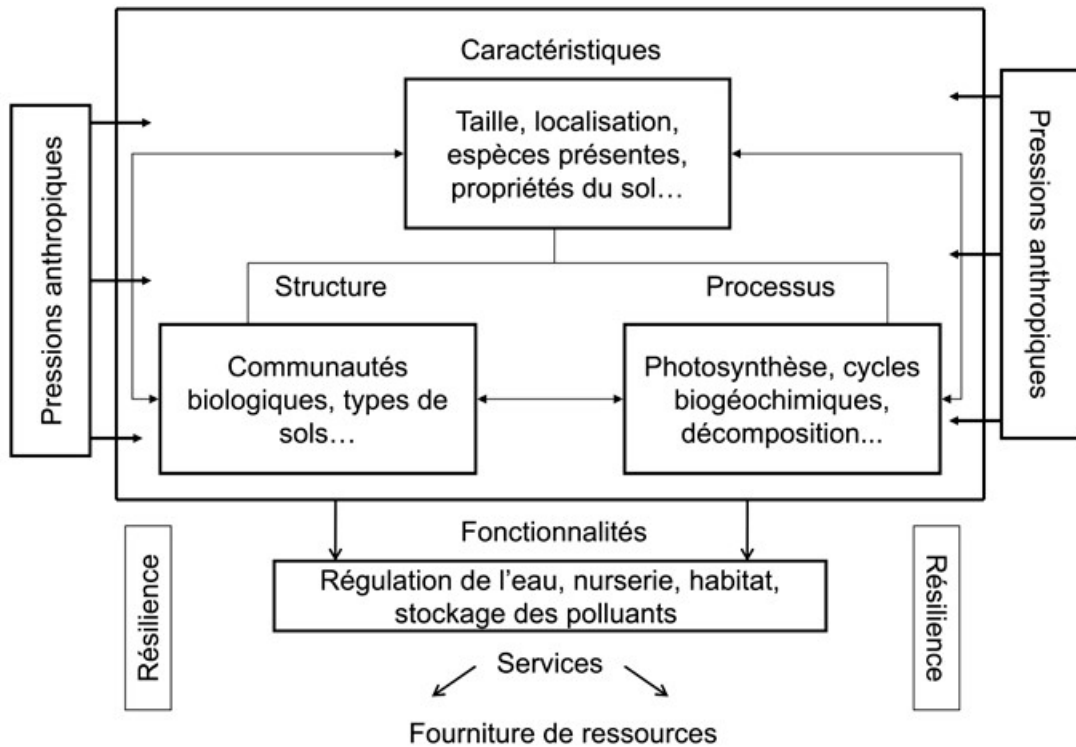 Caractéristiques
Taille, localisation,
espèces présentes,
propriétés du sol…
Pressions anthropiques
Pressions anthropiques
Structure
Processus
Communautés
biologiques, types de
sols…
Photosynthèse, cycles
biogéochimiques,
décomposition...
Fonctionnalités
Régulation de l'eau, nurserie, habitat,
stockage des polluants
Résilience
Résilience
Services
Fourniture de ressources